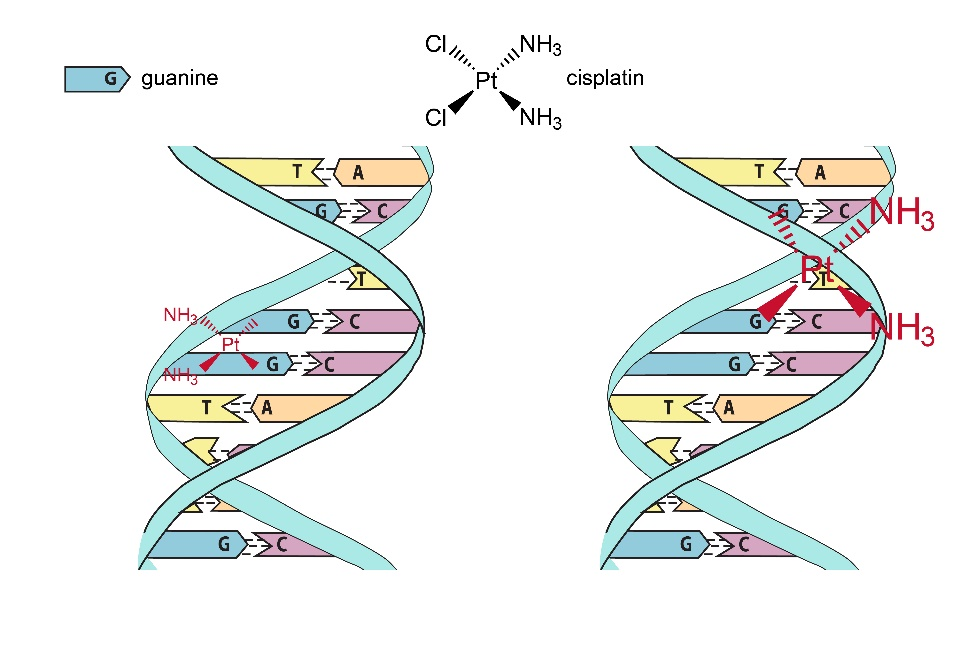 Cl NH3
G guanine Pt cisplatin
Cl NH3
T A T A
G C G C NH3
T Pt T
NH3 G C G C NH3
Pt
NH3 G C G C
T A T A
G C G C